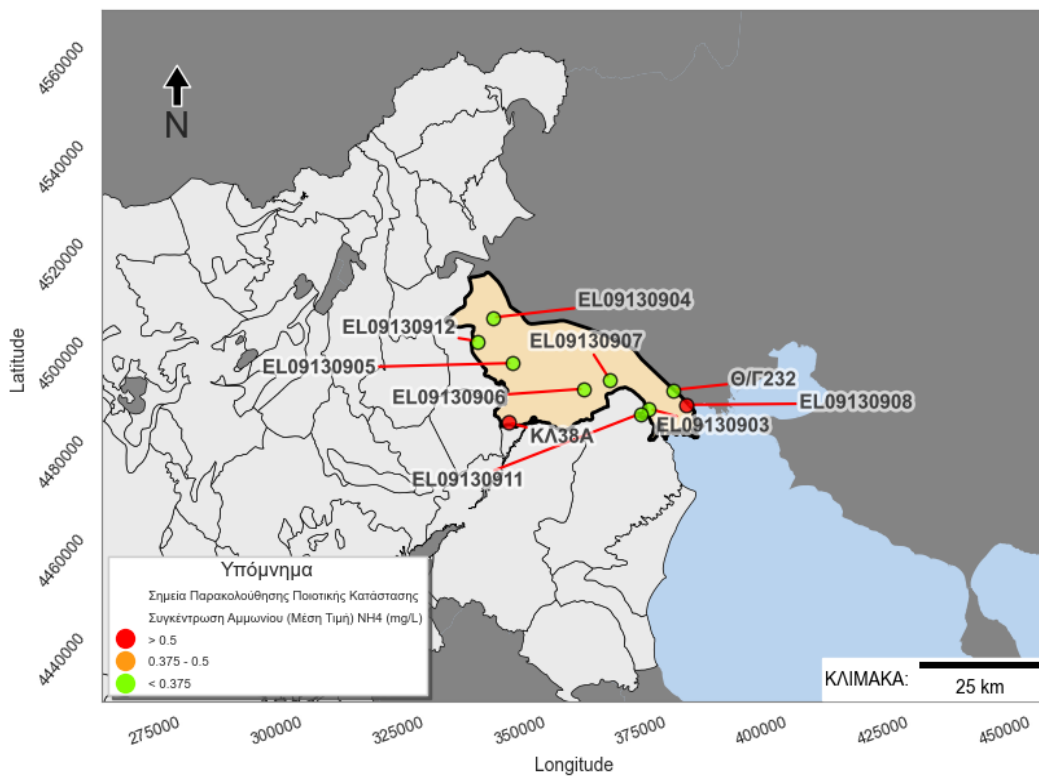 4560000
4540000
4520000
4500000
4480000
4460000
4440000
Latitude
N
EL09130904
EL09130912
EL09130907
EL09130905
Θ/Γ232
EL09130906
EL09130908
EL09130903
ΚΛ38Α
EL09130911
Υπόμνημα
Σημεία Παρακολούθησης Ποιοτικής Κατάστασης
Συγκέντρωση Αμμωνίου (Μέση Τιμή) NH4 (mg/L)
> 0.5
0.375 - 0.5
< 0.375
ΚΛΙΜΑΚΑ:
25 km
275000
300000
325000
350000
375000
400000
425000
450000
Longitude